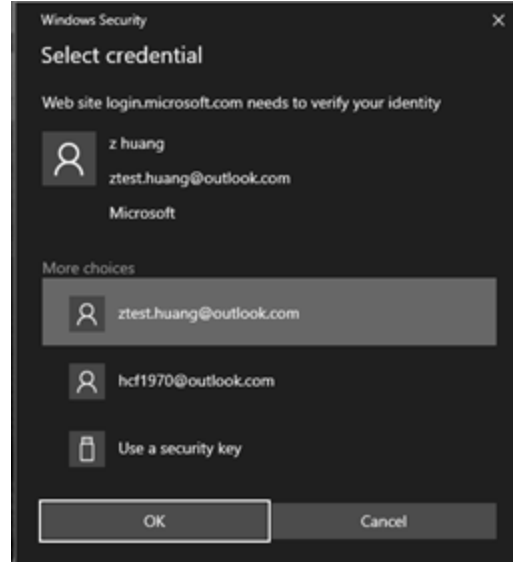 Windows Security
Select credential
Web site login.microsoft.com needs to verify your identity
z huang
ztest.huang@outlook.com
Microsoft
More choices
ztest.huang@outlook.com
hcf1970@outlook.com
Use a security key
OK
Cancel